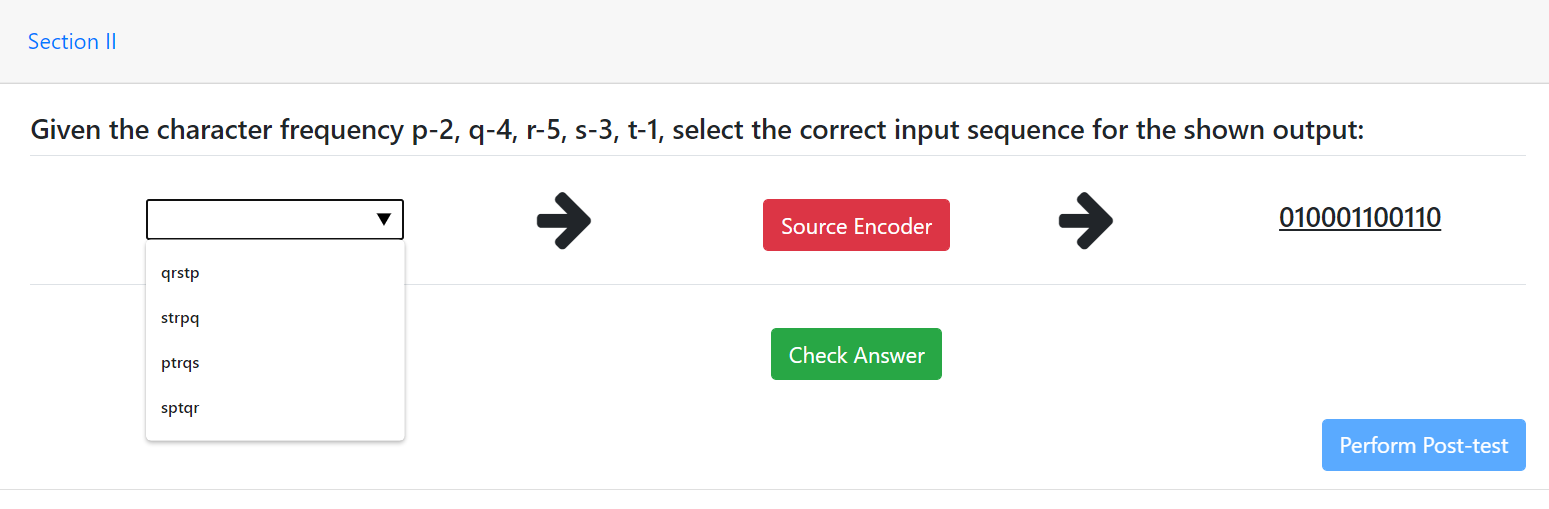 Section II
Given the character frequency p-2, q-4, r-5, s-3, t-1, select the correct input sequence for the shown output:
Source Encoder
010001100110
qrstp
strpq
ptrqs
sptqr
Check Answer
Perform Post-test